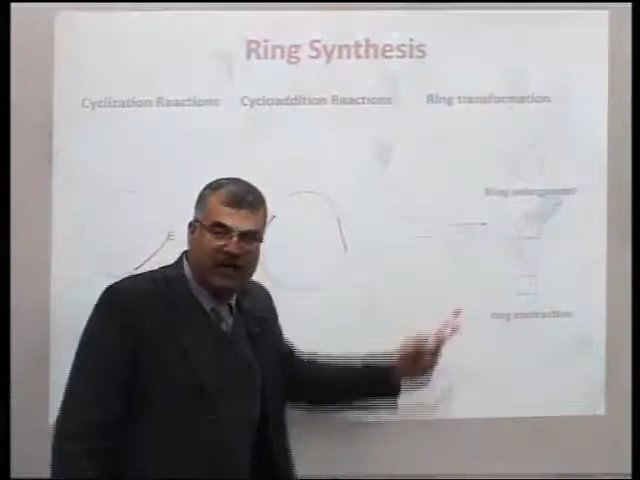 Ring Synthesis
Cyclization Reactions
Cycloaddition Reactions
Ring transformation
Ring enlargement
ring contraction